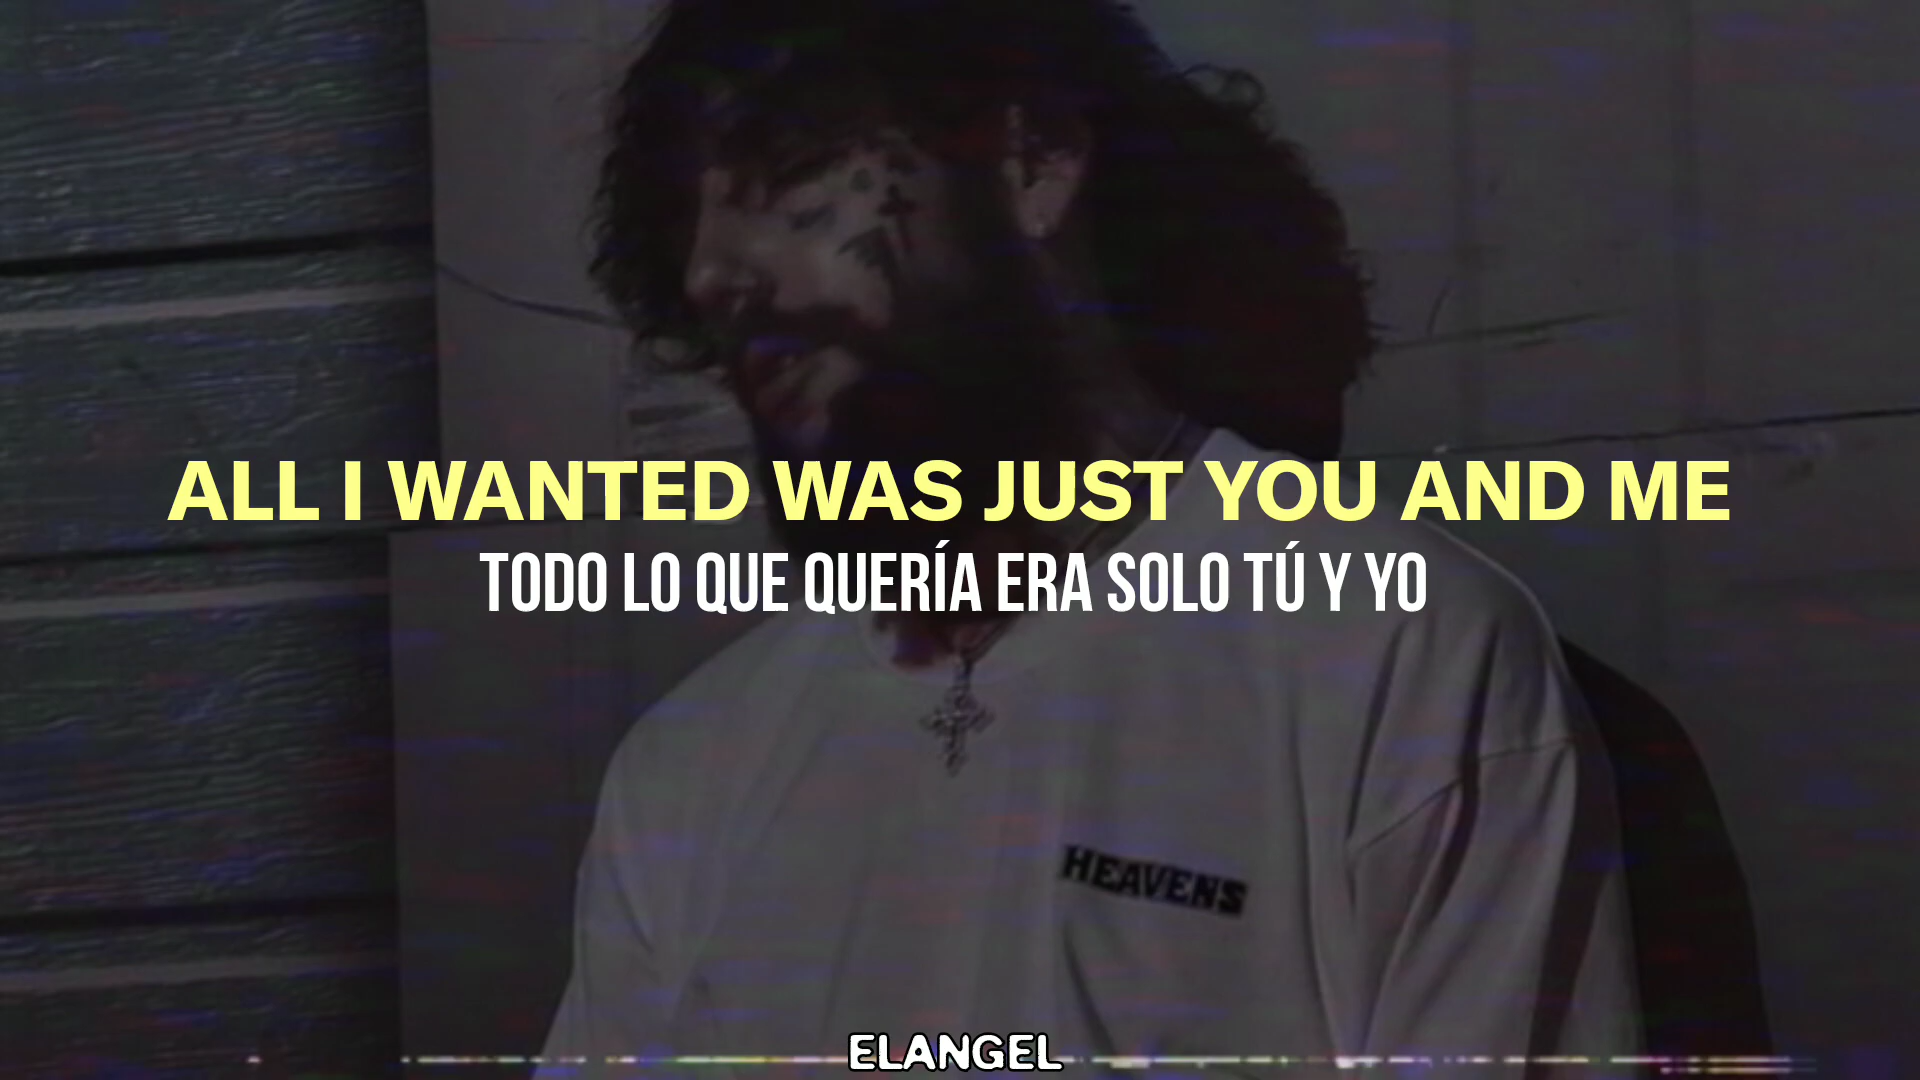 ALL I WANTED WAS JUST YOU AND ME
TODO LO QUE QUERÍA ERA SOLO TÚ Y YO
HEAVENS
ELANGEL